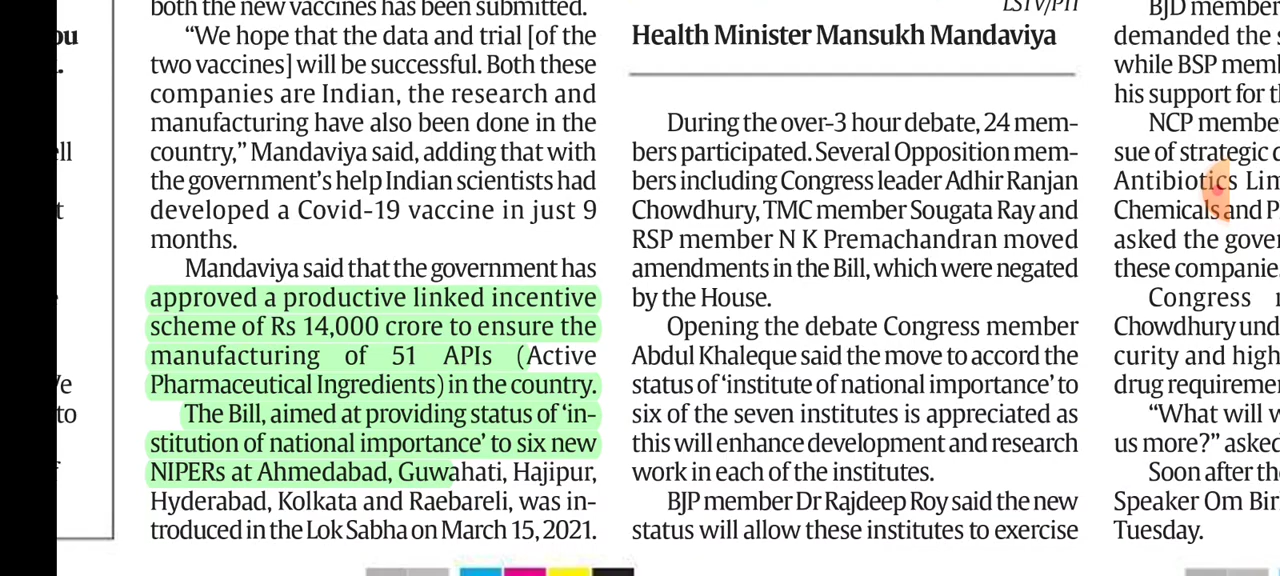 ou
.
ell
t
We
to
f
both the new vaccines has been submitted.
“We hope that the data and trial [of the
two vaccines] will be successful. Both these
companies are Indian, the research and
manufacturing have also been done in the
country,” Mandaviya said, adding that with
the government’s help Indian scientists had
developed a Covid-19 vaccine in just 9
months.
Mandaviya said that the government has
approved a productive linked incentive
scheme of Rs 14,000 crore to ensure the
manufacturing of 51 APIs (Active
Pharmaceutical Ingredients) in the country.
The Bill, aimed at providing status of ‘in-
stitution of national importance’ to six new
NIPERs at Ahmedabad, Guwahati, Hajipur,
Hyderabad, Kolkata and Raebareli, was in-
troduced in the Lok Sabha on March 15, 2021.
LSTV/PTI
Health Minister Mansukh Mandaviya
During the over-3 hour debate, 24 mem-
bers participated. Several Opposition mem-
bers including Congress leader Adhir Ranjan
Chowdhury, TMC member Sougata Ray and
RSP member N K Premachandran moved
amendments in the Bill, which were negated
by the House.
Opening the debate Congress member
Abdul Khaleque said the move to accord the
status of ‘institute of national importance’ to
six of the seven institutes is appreciated as
this will enhance development and research
work in each of the institutes.
BJP member Dr Rajdeep Roy said the new
status will allow these institutes to exercise
BJD member
demanded the s
while BSP memb
his support for th
NCP membe
sue of strategic d
Antibiotics Lim
Chemicals and P
asked the gover
these companie
Congress
Chowdhury und
curity and high
drug requireme
“What will w
us more?” asked
Soon after the
Speaker Om Bir
Tuesday.